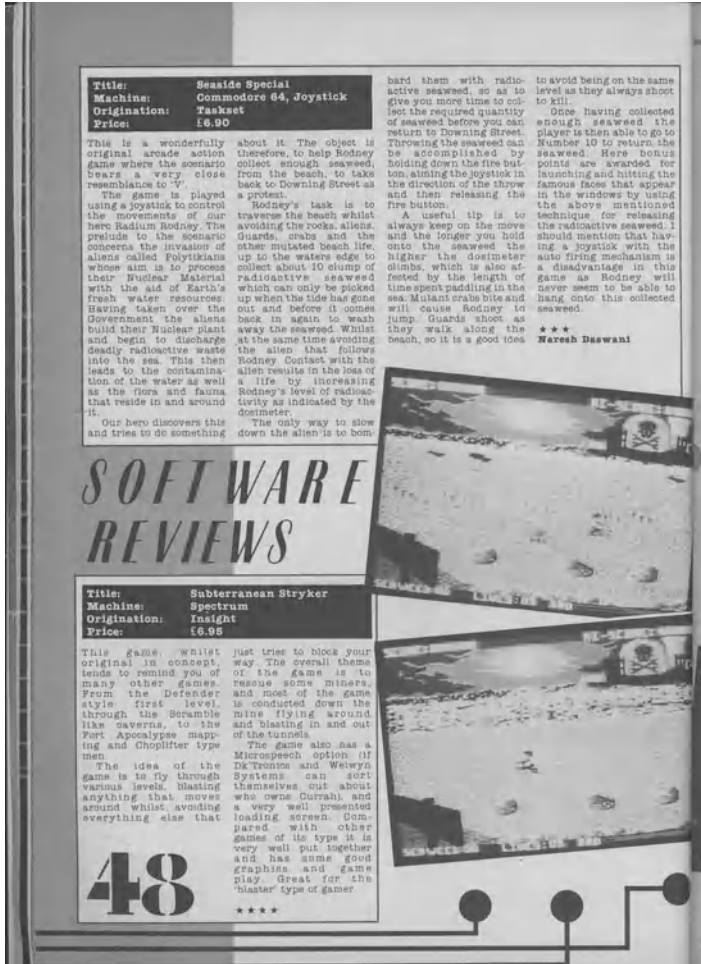 Title: Seaside Special
Machine: Commodore 64, Joystick
Origination: Taskset
Price: £6.90
This is a wonderfully
original arcade action
game where the scenario
bears a very close
resemblance to 'V'.
The game is played
using a joystick to control
the movements of our
hero Radium Rodney. The
prelude to the scenario
concerns the invasion of
aliens called Polytikians
whose aim is to process
their Nuclear Material
with the aid of Earth's
fresh water resources.
Having taken over the
Government the aliens
build their Nuclear plant
and begin to discharge
deadly radioactive waste
into the sea. This then
leads to the contamina-
tion of the water as well
as the flora and fauna
that reside in and around
it.
Our hero discovers this
and tries to do something
about it. The object is
therefore, to help Rodney
collect enough seaweed,
from the beach, to take
back to Downing Street as
a protest.
Rodney's task is to
traverse the beach whilst
avoiding the rocks, aliens,
Guards, crabs and the
other mutated beach life,
up to the waters edge to
collect about 10 clump of
radioactive seaweed
which can only be picked
up when the tide has gone
out and before it comes
back in again to wash
away the seaweed. Whilst
at the same time avoiding
the alien that follows
Rodney. Contact with the
alien results in the loss of
a life by increasing
Rodney's level of radioac-
tivity as indicated by the
dosimeter.
The only way to slow
down the alien is to bom-
bard them with radio-
active seaweed, so as to
give you more time to col-
lect the required quantity
of seaweed before you can
return to Downing Street.
Throwing the seaweed can
be accomplished by
holding down the fire but-
ton, aiming the joystick in
the direction of the throw
and then releasing the
fire button.
A useful tip is to
always keep on the move
and the longer you hold
onto the seaweed the
higher the dosimeter
climbs, which is also af-
fected by the length of
time spent paddling in the
sea. Mutant crabs bite and
will cause Rodney to
jump. Guards shoot as
they walk along the
beach, so it is a good idea
to avoid being on the same
level as they always shoot
to kill.
Once having collected
enough seaweed the
player is then able to go to
Number 10 to return the
seaweed. Here bonus
points are awarded for
launching and hitting the
famous faces that appear
in the windows by using
the above mentioned
technique for releasing
the radioactive seaweed. I
should mention that hav-
ing a joystick with the
auto firing mechanism is
a disadvantage in this
game as Rodney will
never seem to be able to
hang onto this collected
seaweed.
★★★
Naresh Daswani
SOFTWARE
REVIEWS
Title: Subterranean Stryker
Machine: Spectrum
Origination: Insight
Price: £6.95
This game, whilst
original in concept,
tends to remind you of
many other games.
From the Defender
style first level,
through the Scramble
like caverns, to the
Fort Apocalypse mapp-
ing and Choplifter type
men.
The idea of the
game is to fly through
various levels, blasting
anything that moves
around whilst avoiding
everything else that
just tries to block your
way. The overall theme
of the game is to
rescue some miners,
and most of the game
is conducted down the
mine flying around
and blasting in and out
of the tunnels.
The game also has a
Microspeech option (if
Dk'Tronics and Welwyn
Systems can sort
themselves out about
who owns Currah), and
a very well presented
loading screen. Com-
pared with other
games of its type it is
very well put together
and has some good
graphics and game
play. Great for the
'blaster' type of gamer.
★★★★
48